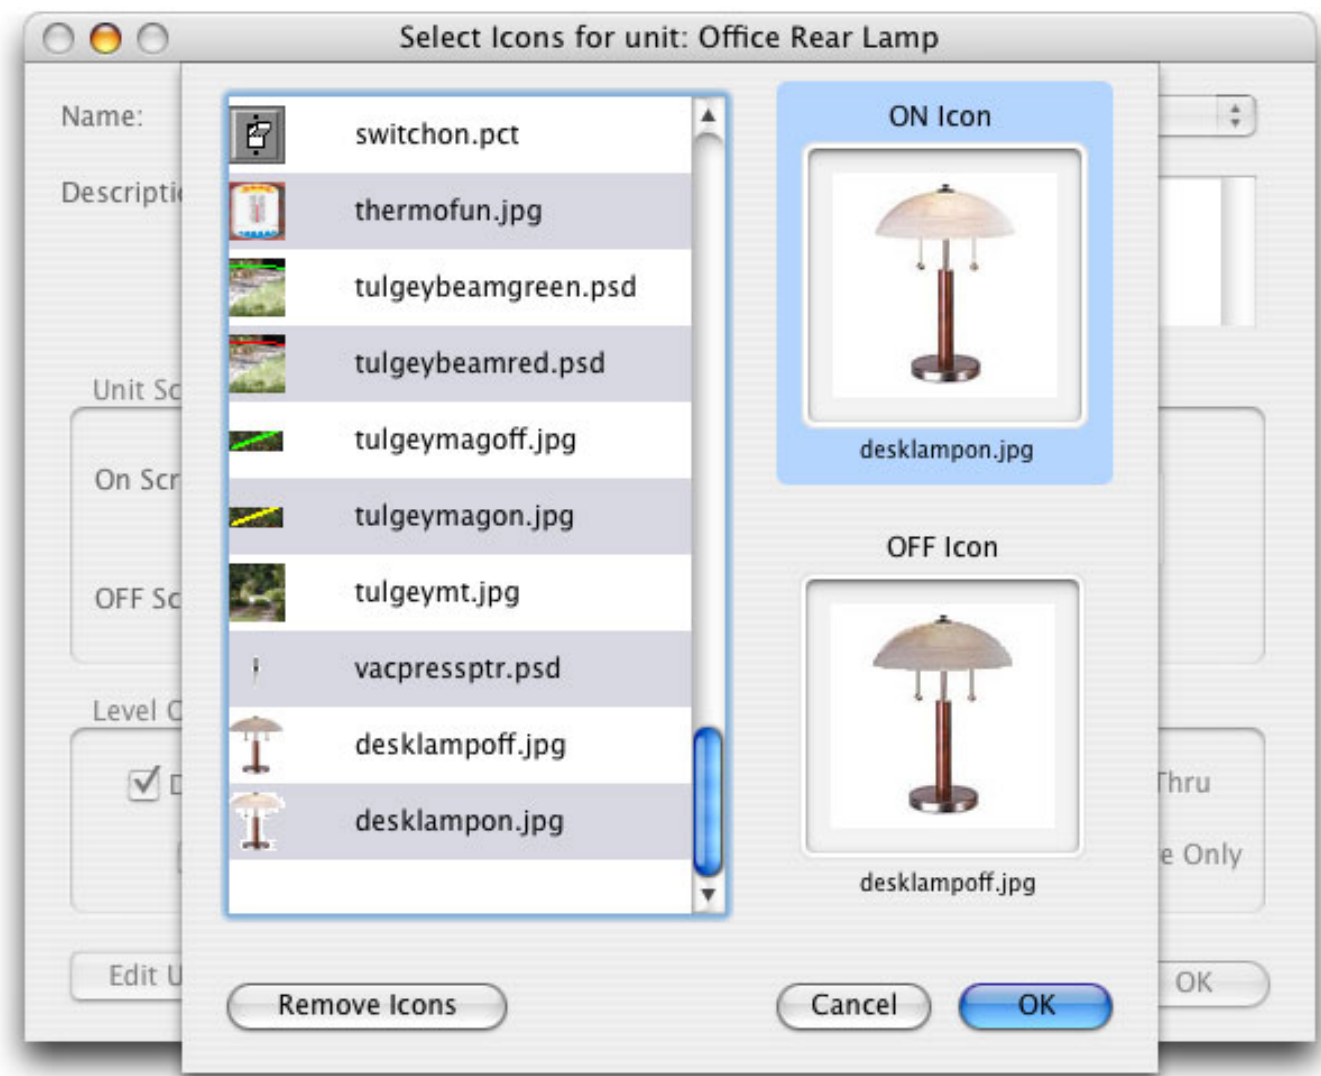 Select Icons for unit: Office Rear Lamp
Name:
switchon.pct
thermofun.jpg
tulgeybeamgreen.psd
tulgeybeamred.psd
tulgeymagoff.jpg
tulgeymagon.jpg
tulgeymt.jpg
vacpressptr.psd
desklampoff.jpg
desklampon.jpg
ON Icon
desklampon.jpg
OFF Icon
desklampoff.jpg
Unit Sc
On Scr
OFF Sc
Thru
Only
Edit U
OK
Remove Icons
Cancel
OK